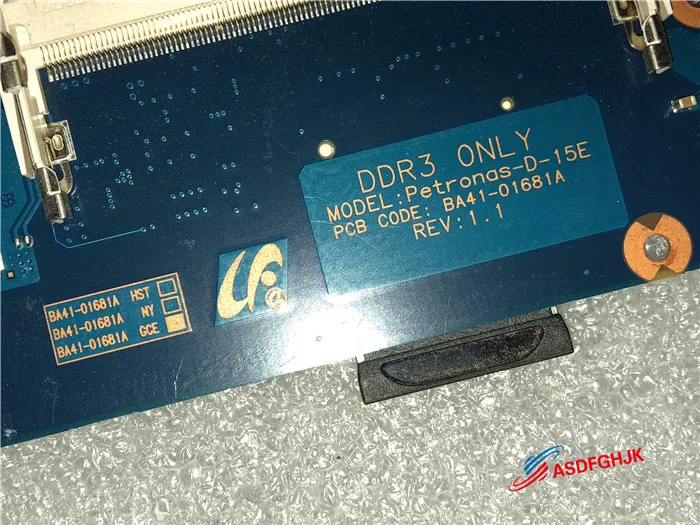 DDR3 ONLY
MODEL:Petronas-D-15E
PCB CODE: BA41-01681A
REV:1.1
BA41-01681A HST
BA41-01681A NY
BA41-01681A GCE
ASDFGHJK